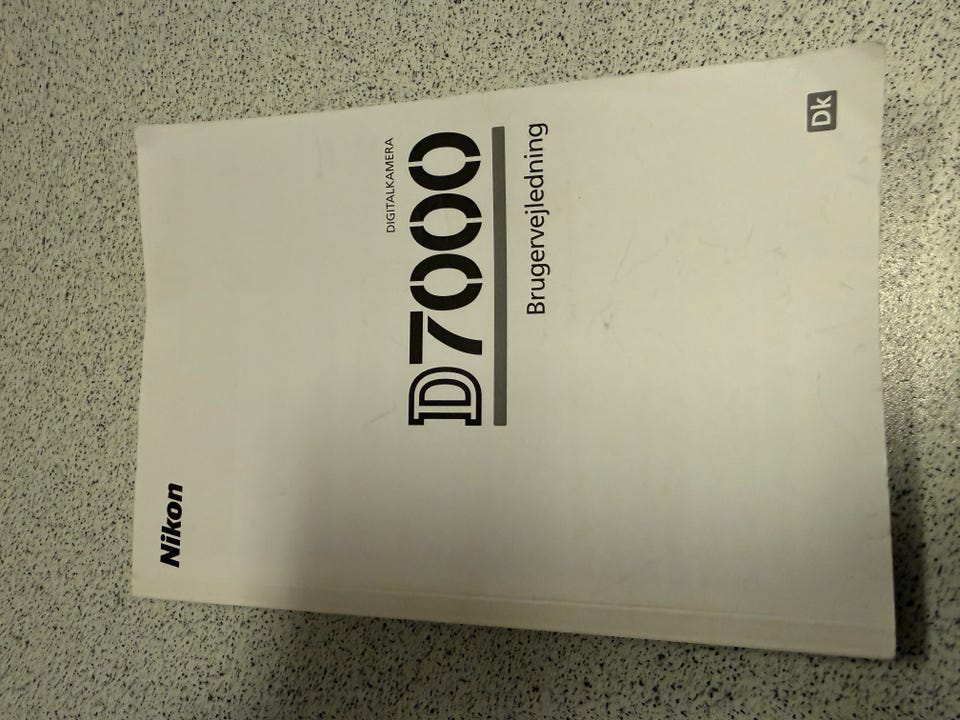 Nikon
DIGITALKAMERA
D7000
Brugervejledning
Dk